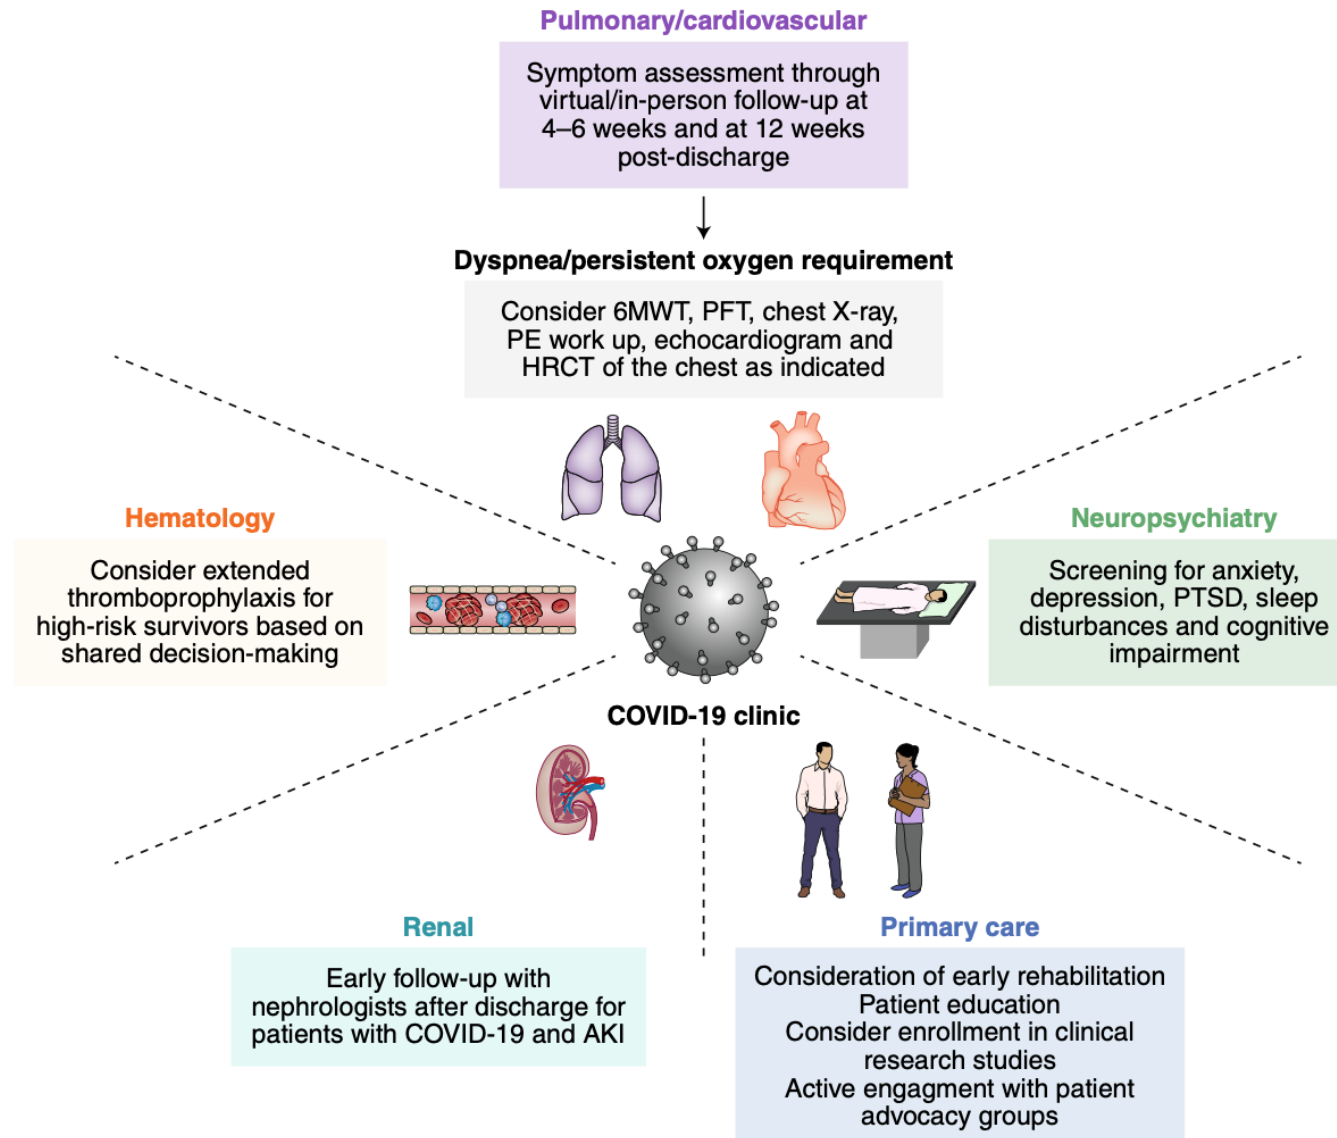 Pulmonary/cardiovascular
Symptom assessment through
virtual/in-person follow-up at
4–6 weeks and at 12 weeks
post-discharge
Dyspnea/persistent oxygen requirement
Consider 6MWT, PFT, chest X-ray,
PE work up, echocardiogram and
HRCT of the chest as indicated
Hematology
Consider extended
thromboprophylaxis for
high-risk survivors based on
shared decision-making
Neuropsychiatry
Screening for anxiety,
depression, PTSD, sleep
disturbances and cognitive
impairment
COVID-19 clinic
Renal
Early follow-up with
nephrologists after discharge for
patients with COVID-19 and AKI
Primary care
Consideration of early rehabilitation
Patient education
Consider enrollment in clinical
research studies
Active engagment with patient
advocacy groups